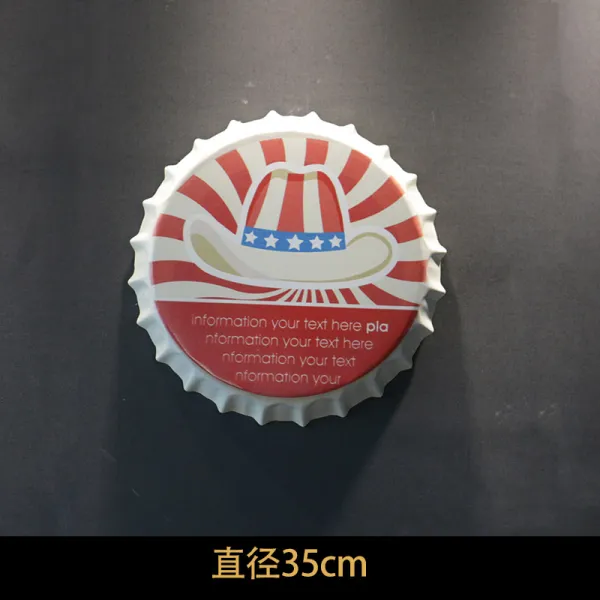 information your text here pla
nformation your text here
nformation your text
nformation your
直径35cm